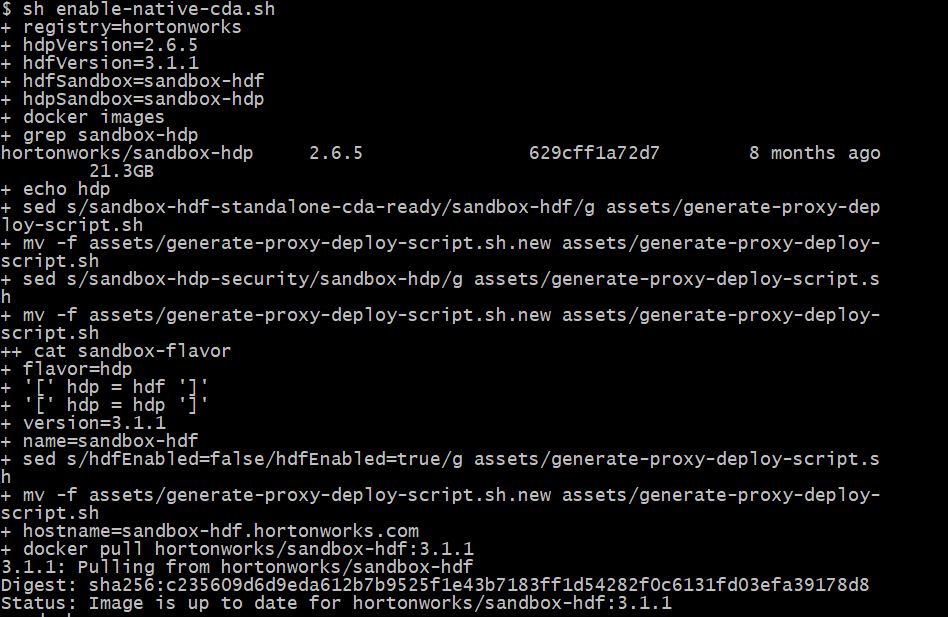 $ sh enable-native-cda.sh
+ registry=hortonworks
+ hdpVersion=2.6.5
+ hdfVersion=3.1.1
+ hdfSandbox=sandbox-hdf
+ hdpSandbox=sandbox-hdp
+ docker images
+ grep sandbox-hdp
hortonworks/sandbox-hdp     2.6.5               629cff1a72d7        8 months ago
        21.3GB
+ echo hdp
+ sed s/sandbox-hdf-standalone-cda-ready/sandbox-hdf/g assets/generate-proxy-dep
loy-script.sh
+ mv -f assets/generate-proxy-deploy-script.sh.new assets/generate-proxy-deploy-
script.sh
+ sed s/sandbox-hdp-security/sandbox-hdp/g assets/generate-proxy-deploy-script.s
h
+ mv -f assets/generate-proxy-deploy-script.sh.new assets/generate-proxy-deploy-
script.sh
++ cat sandbox-flavor
+ flavor=hdp
+ '[' hdp = hdf ']'
+ '[' hdp = hdp ']'
+ version=3.1.1
+ name=sandbox-hdf
+ sed s/hdfEnabled=false/hdfEnabled=true/g assets/generate-proxy-deploy-script.s
h
+ mv -f assets/generate-proxy-deploy-script.sh.new assets/generate-proxy-deploy-
script.sh
+ hostname=sandbox-hdf.hortonworks.com
+ docker pull hortonworks/sandbox-hdf:3.1.1
3.1.1: Pulling from hortonworks/sandbox-hdf
Digest: sha256:c235609d6d9eda612b7b9525f1e43b7183ff1d54282f0c6131fd03efa39178d8
Status: Image is up to date for hortonworks/sandbox-hdf:3.1.1